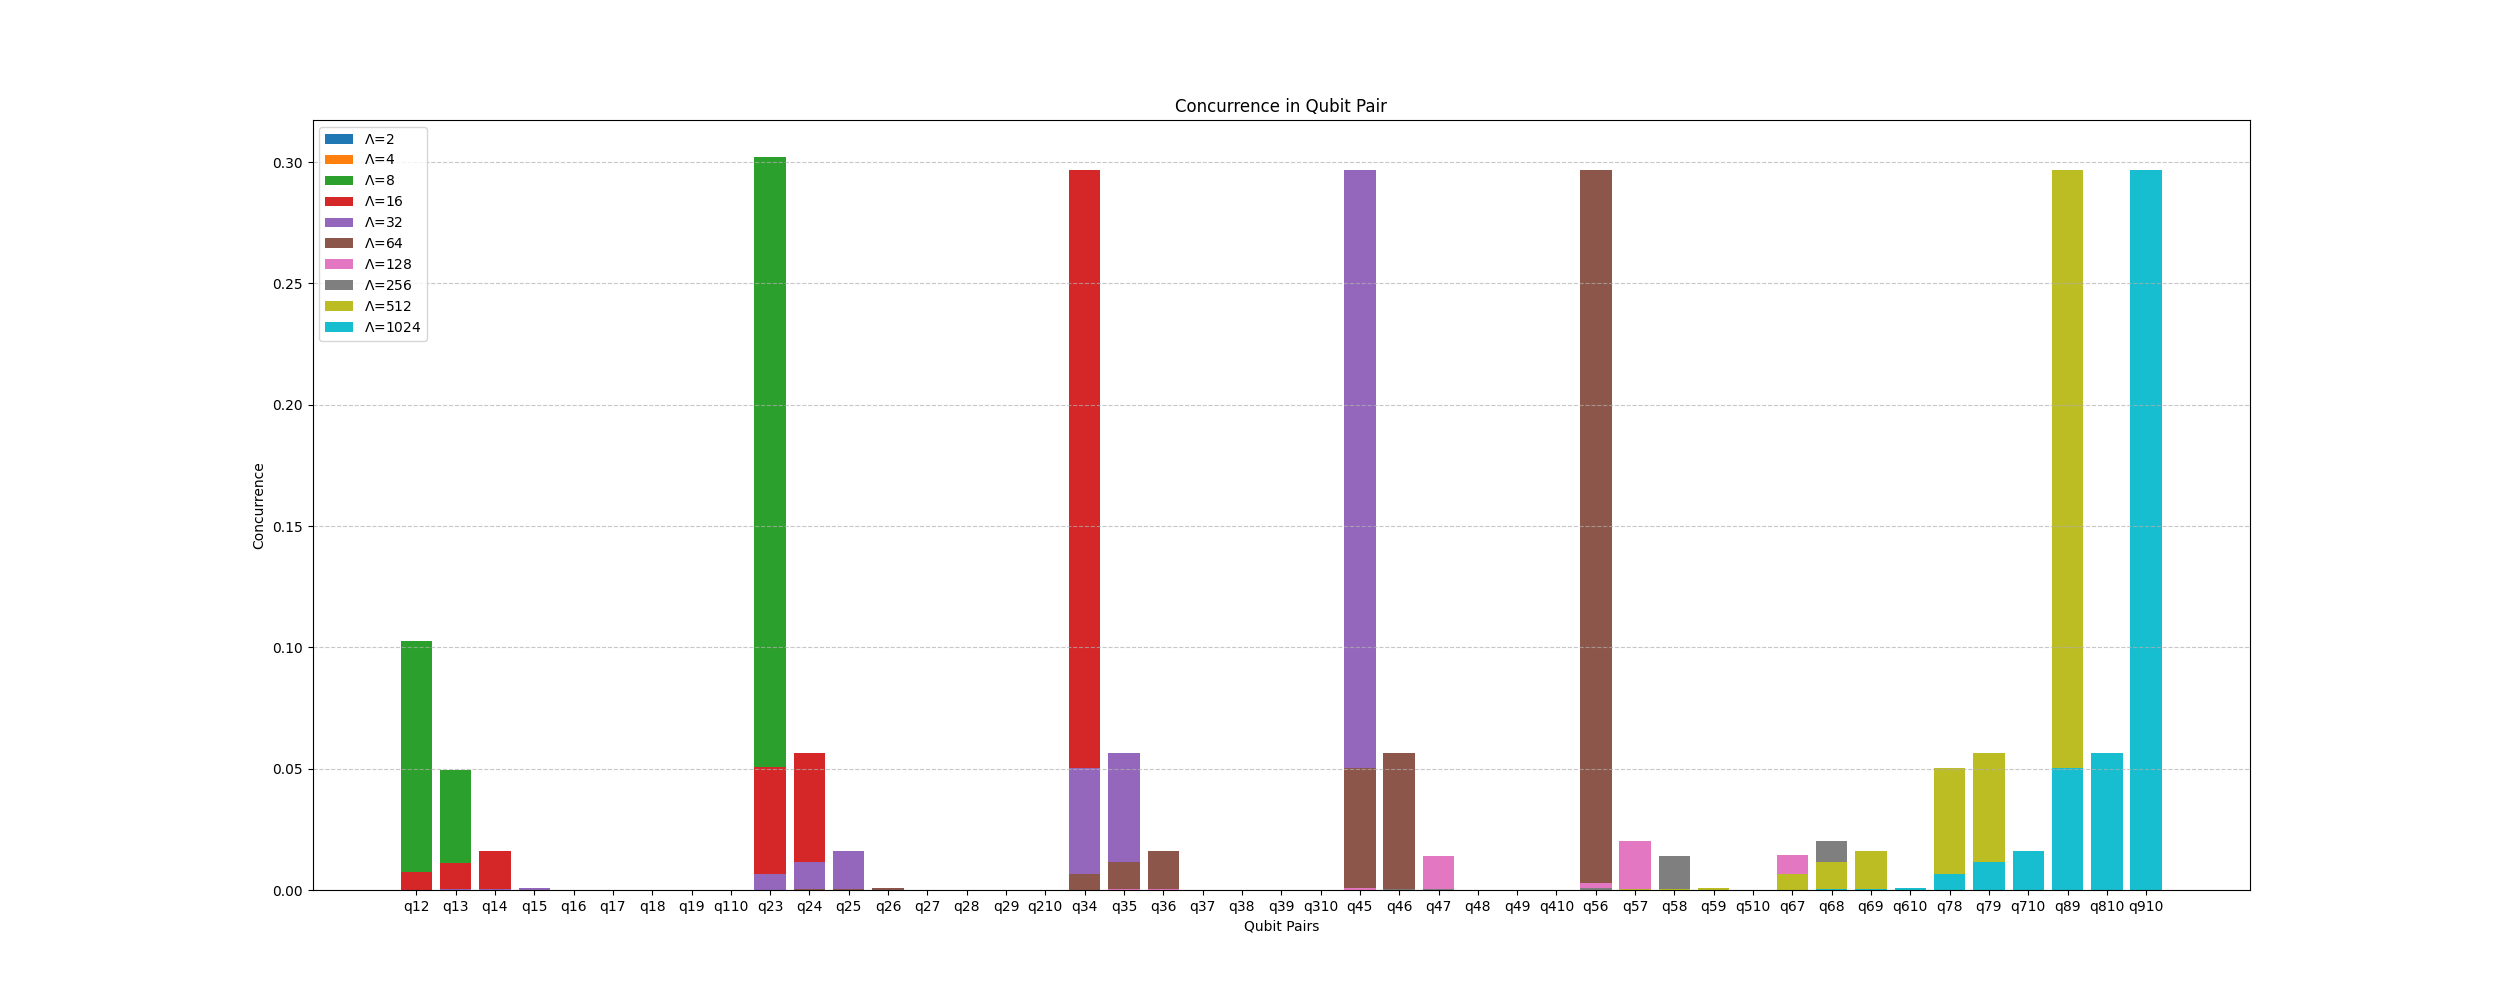 Concurrence in Qubit Pair
Λ=2
Λ=4
Λ=8
Λ=16
Λ=32
Λ=64
Λ=128
Λ=256
Λ=512
Λ=1024
0.30
0.25
0.20
0.15
0.10
0.05
0.00
Concurrence
q12 q13 q14 q15 q16 q17 q18 q19 q110 q23 q24 q25 q26 q27 q28 q29 q210 q34 q35 q36 q37 q38 q39 q310 q45 q46 q47 q48 q49 q410 q56 q57 q58 q59 q510 q67 q68 q69 q610 q78 q79 q710 q89 q810 q910
Qubit Pairs